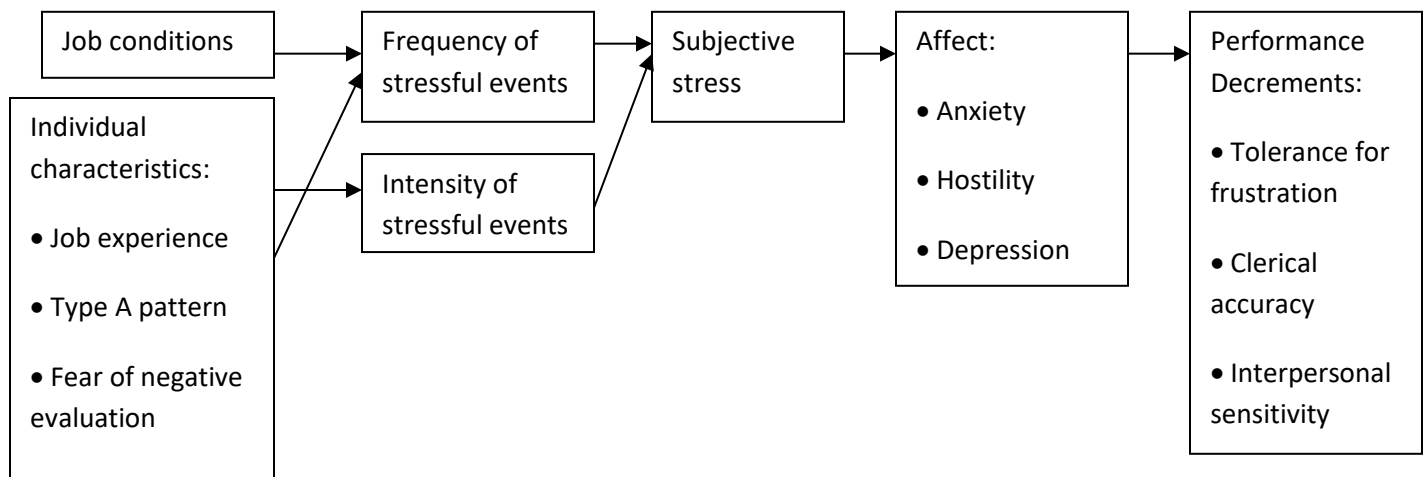 Job conditions
Individual
characteristics:
• Job experience
• Type A pattern
• Fear of negative
evaluation
Frequency of
stressful events
Intensity of
stressful events
Subjective
stress
Affect:
• Anxiety
• Hostility
• Depression
Performance
Decrements:
• Tolerance for
frustration
• Clerical
accuracy
• Interpersonal
sensitivity